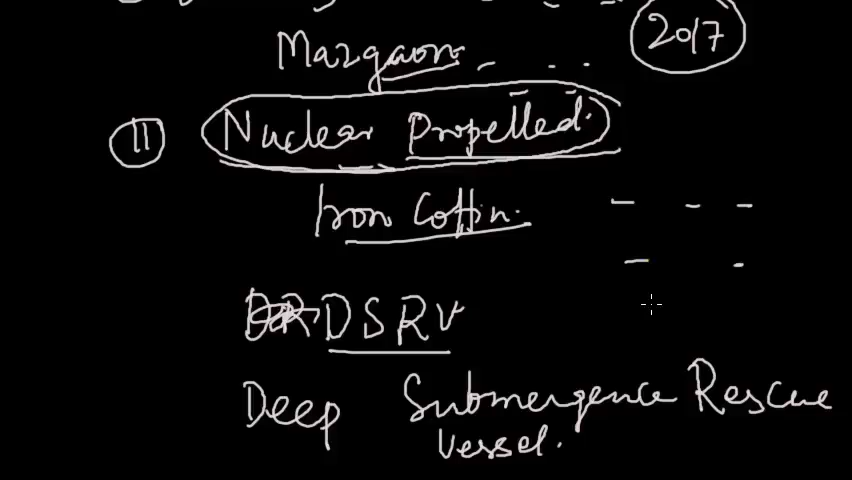 Mazgaon
2017
11 Nuclear Propelled.
Iron Coffin.
DSRV
Deep Submergence Rescue
Vessel.